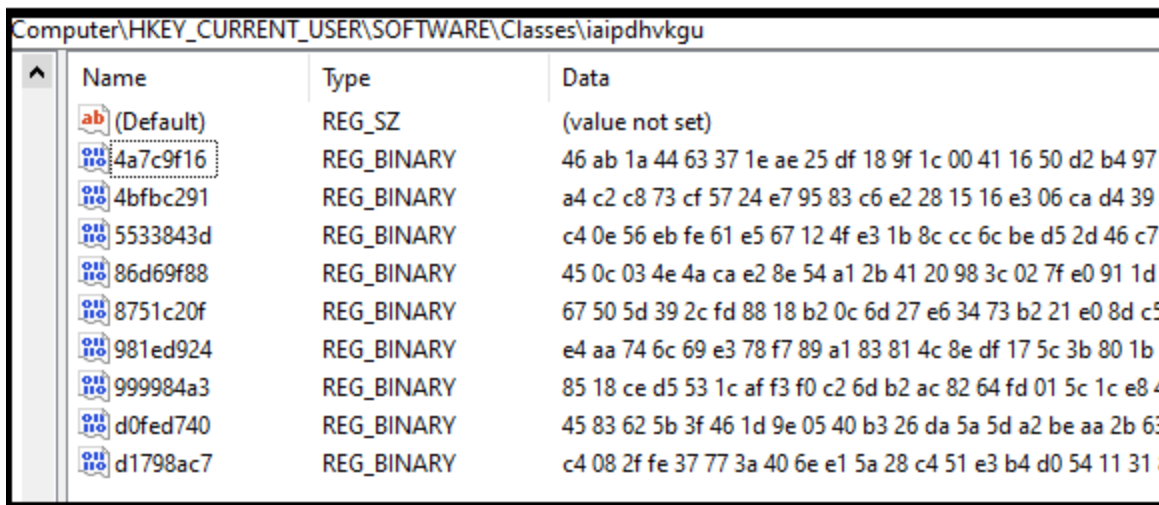 Computer\HKEY_CURRENT_USER\SOFTWARE\Classes\iaipdhvkgu
Name Type Data
(Default) REG_SZ (value not set)
4a7c9f16 REG_BINARY 46 ab 1a 44 63 37 1e ae 25 df 18 9f 1c 00 41 16 50 d2 b4 97
4bfbc291 REG_BINARY a4 c2 c8 73 cf 57 24 e7 95 83 c6 e2 28 15 16 e3 06 ca d4 39
5533843d REG_BINARY c4 0e 56 eb fe 61 e5 67 12 4f e3 1b 8c cc 6c be d5 2d 46 c7
86d69f88 REG_BINARY 45 0c 03 4e 4a ca e2 8e 54 a1 2b 41 20 98 3c 02 7f e0 91 1d
8751c20f REG_BINARY 67 50 5d 39 2c fd 88 18 b2 0c 6d 27 e6 34 73 b2 21 e0 8d c5
981ed924 REG_BINARY e4 aa 74 6c 69 e3 78 f7 89 a1 83 81 4c 8e df 17 5c 3b 80 1b
999984a3 REG_BINARY 85 18 ce d5 53 1c af f3 f0 c2 6d b2 ac 82 64 fd 01 5c 1c e8
d0fed740 REG_BINARY 45 83 62 5b 3f 46 1d 9e 05 40 b3 26 da 5a 5d a2 be aa 2b 63
d1798ac7 REG_BINARY c4 08 2f fe 37 77 3a 40 6e e1 5a 28 c4 51 e3 b4 d0 54 11 31